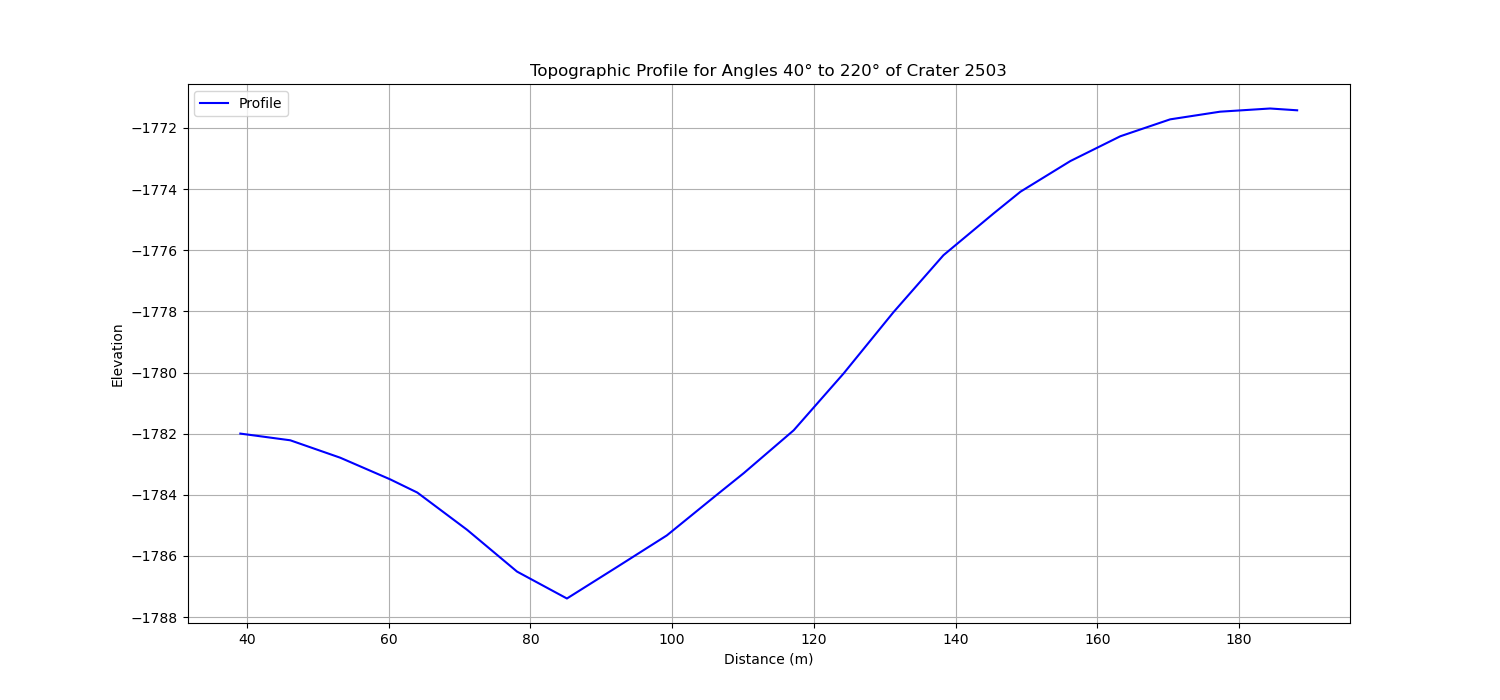 Topographic Profile for Angles 40° to 220° of Crater 2503
Profile
−1772
−1774
−1776
−1778
−1780
−1782
−1784
−1786
−1788
Elevation
40 60 80 100 120 140 160 180
Distance (m)